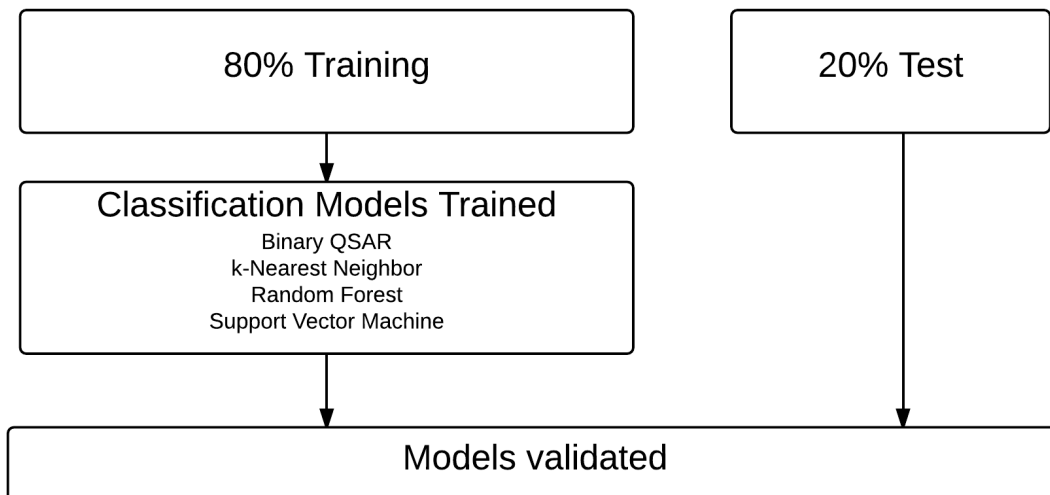 80% Training
20% Test
Classification Models Trained
Binary QSAR
k-Nearest Neighbor
Random Forest
Support Vector Machine
Models validated